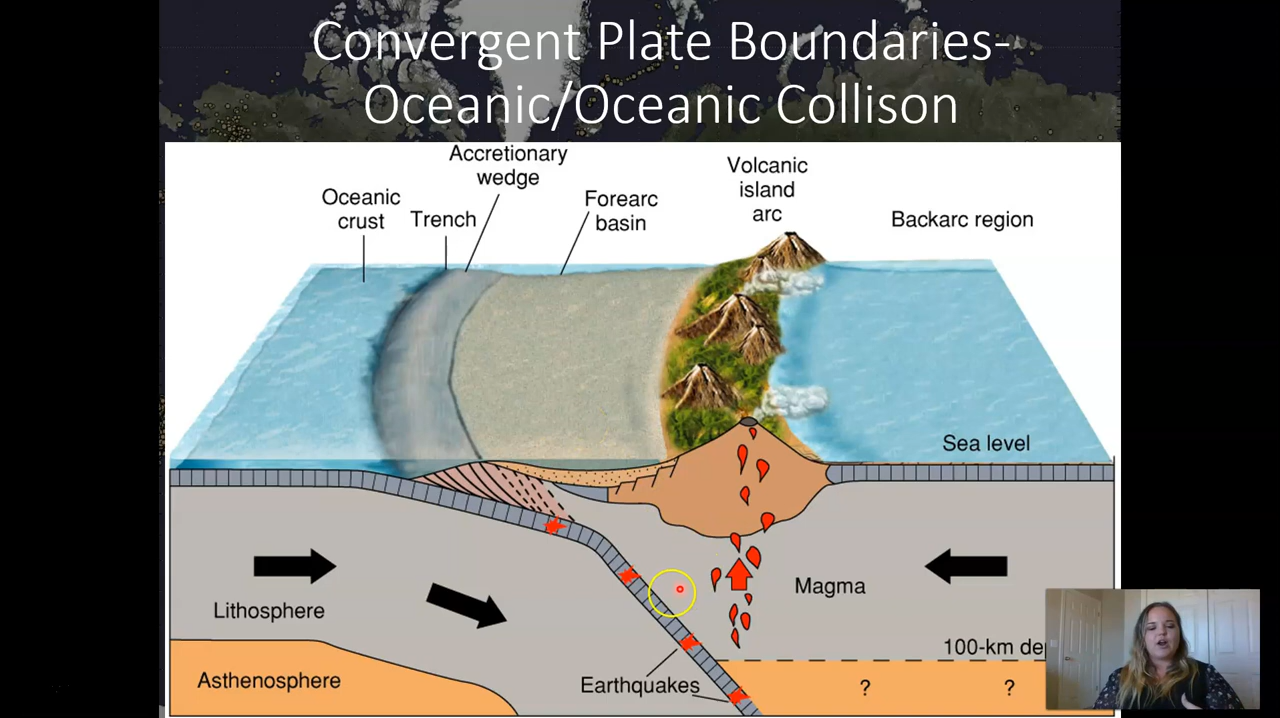 Convergent Plate Boundaries-
Oceanic/Oceanic Collison
Accretionary
wedge
Oceanic
crust
Trench
Forearc
basin
Volcanic
island
arc
Backarc region
Sea level
Magma
Lithosphere
100-km
Asthenosphere
Earthquakes
?
?